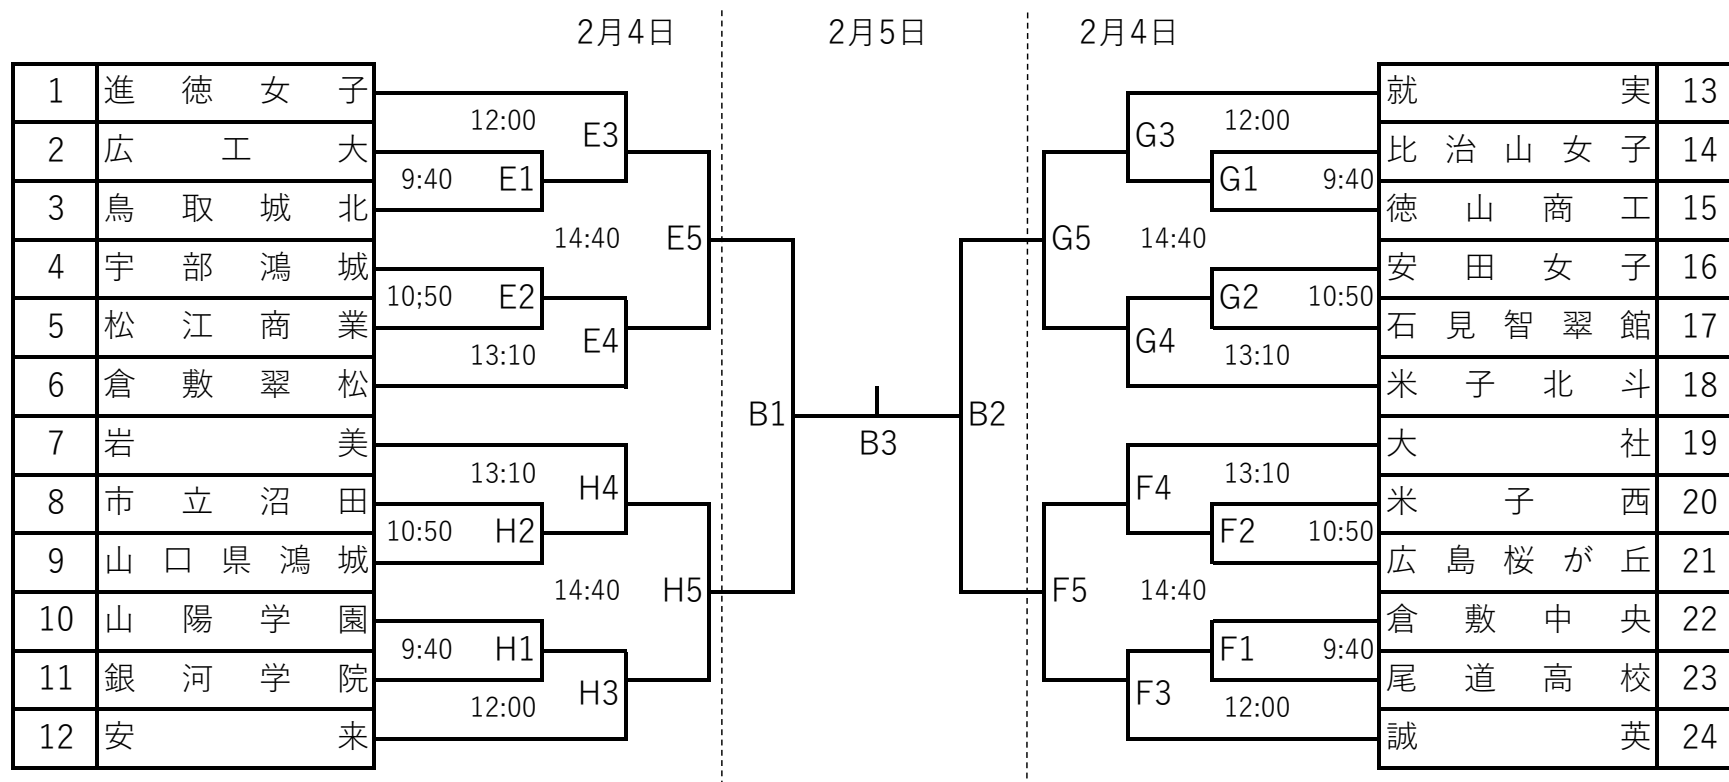 2月4日 2月5日 2月4日
1 進徳女子 就実 13
12:00 E3 G3 12:00
2 広工大 比治山女子 14
9:40 E1 G1 9:40
3 鳥取城北 徳山商工 15
14:40 E5 G5 14:40
4 宇部鴻城 安田女子 16
10;50 E2 G2 10:50
5 松江商業 石見智翠館 17
13:10 E4 G4 13:10
6 倉敷翠松 米子北斗 18
B1 B3 B2
7 岩美 大社 19
13:10 H4 F4 13:10
8 市立沼田 米子西 20
10:50 H2 F2 10:50
9 山口県鴻城 広島桜が丘 21
14:40 H5 F5 14:40
10 山陽学園 倉敷中央 22
9:40 H1 F1 9:40
11 銀河学院 尾道高校 23
12:00 H3 F3 12:00
12 安来 誠英 24